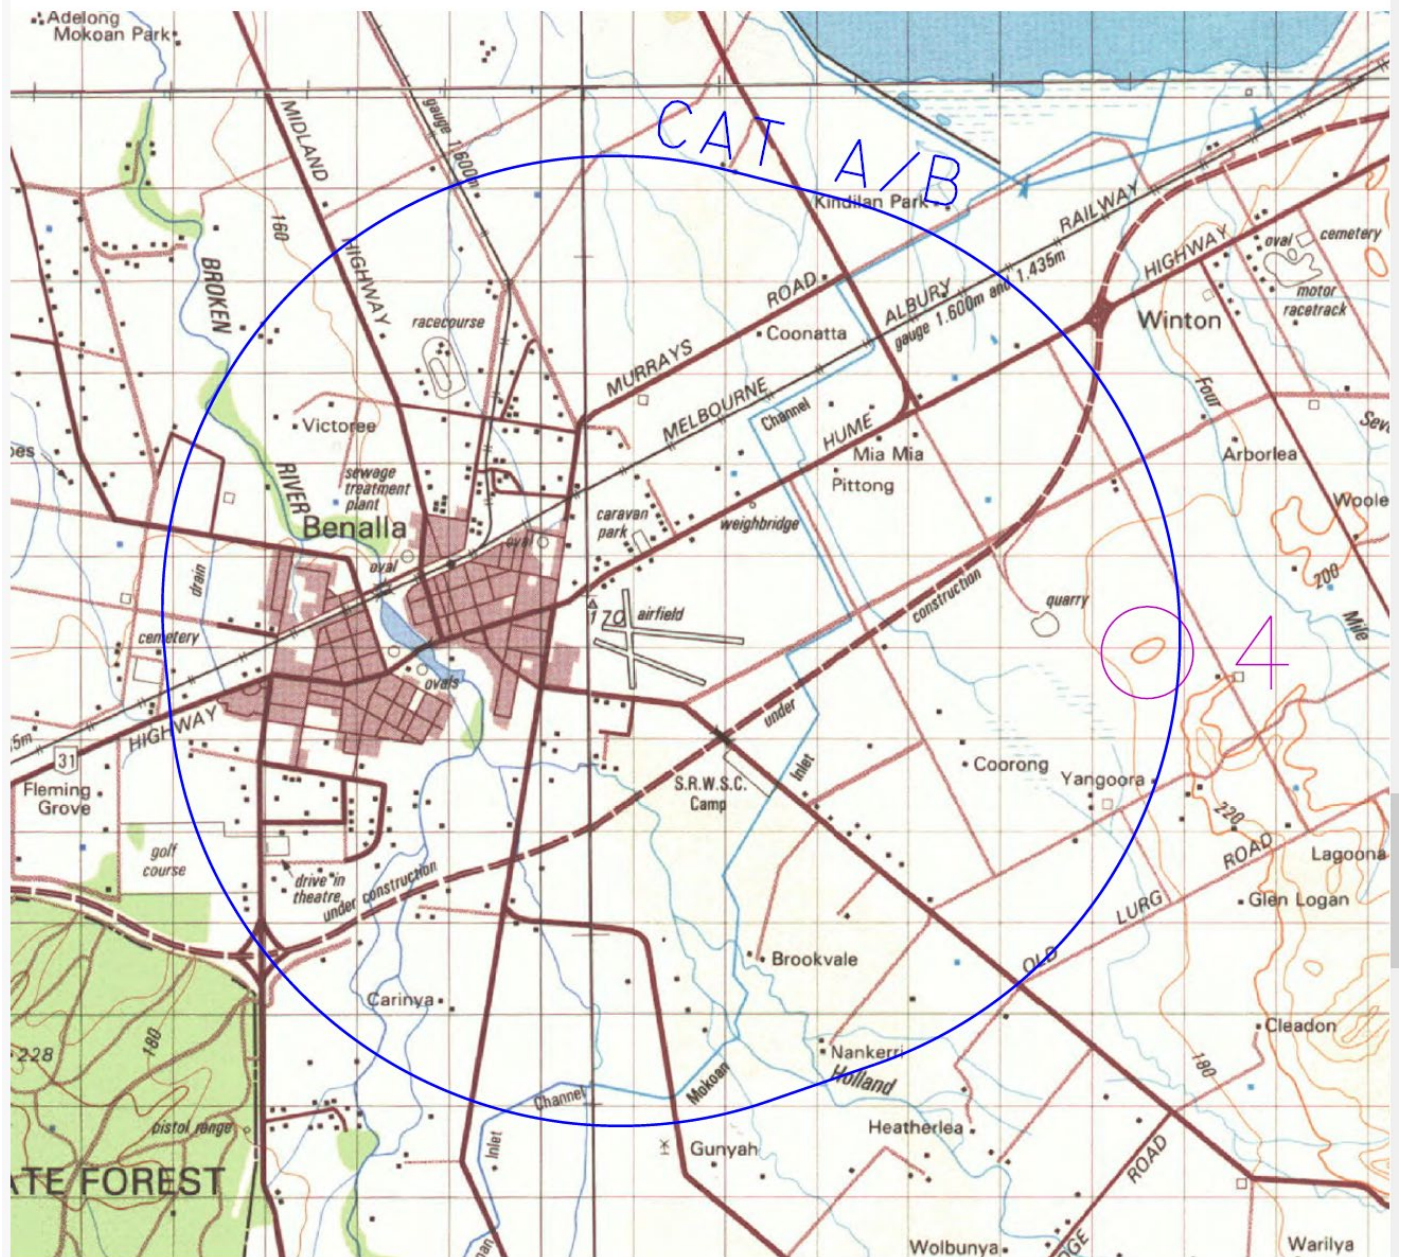 Adelong
Mokoan Park
MIDLAND
HIGHWAY
gauge 1.600m
CAT A/B
Kindilan Park
RAILWAY
HIGHWAY
oval
cemetery
motor
racetrack
160
BROKEN
RIVER
racecourse
MURRAYS
ROAD
Coonatta
ALBURY
gauge 1.600m and 1.435m
Winton
MELBOURNE
Channel
HUME
Mia Mia
Pittong
Four
Mile
Arborlea
Victoree
sewage
treatment
plant
Benalla
oval
oval
caravan
park
weighbridge
Woole
200
drain
170
airfield
construction
under
quarry
4
cemetery
ovals
HIGHWAY
5m
31
Fleming
Grove
S.R.W.S.C.
Camp
Inlet
Coorong
Yangoora
220
ROAD
Lagoona
golf
course
drive in
theatre
under construction
LURG
OLD
Glen Logan
Brookvale
Carinya
Cleadon
228
180
180
Nankerri
Holland
Mokoan
Channel
Inlet
pistol range
Heatherlea
Gunyah
ROAD
ATE FOREST
Wolbunya
DGE
Warilya